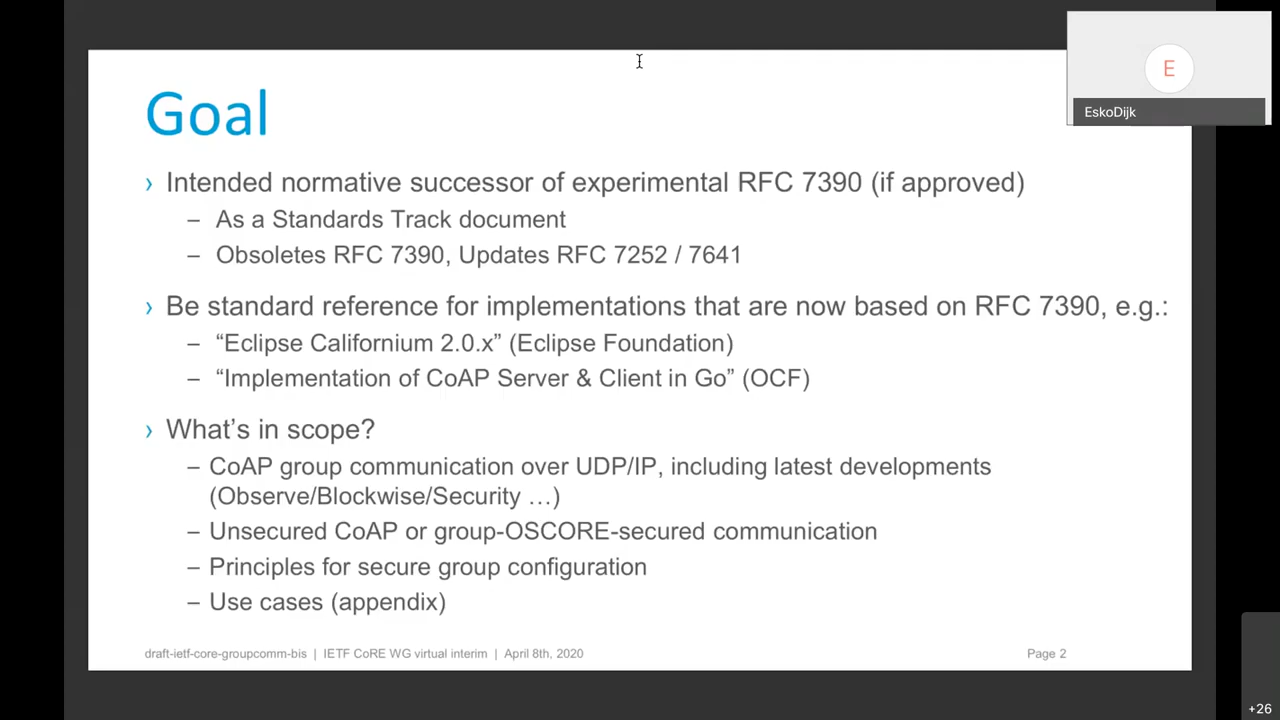 Goal
› Intended normative successor of experimental RFC 7390 (if approved)
– As a Standards Track document
– Obsoletes RFC 7390, Updates RFC 7252 / 7641
› Be standard reference for implementations that are now based on RFC 7390, e.g.:
– “Eclipse Californium 2.0.x” (Eclipse Foundation)
– “Implementation of CoAP Server & Client in Go” (OCF)
› What’s in scope?
– CoAP group communication over UDP/IP, including latest developments
(Observe/Blockwise/Security …)
– Unsecured CoAP or group-OSCORE-secured communication
– Principles for secure group configuration
– Use cases (appendix)
draft-ietf-core-groupcomm-bis | IETF CoRE WG virtual interim | April 8th, 2020
Page 2
E
EskoDijk
+26